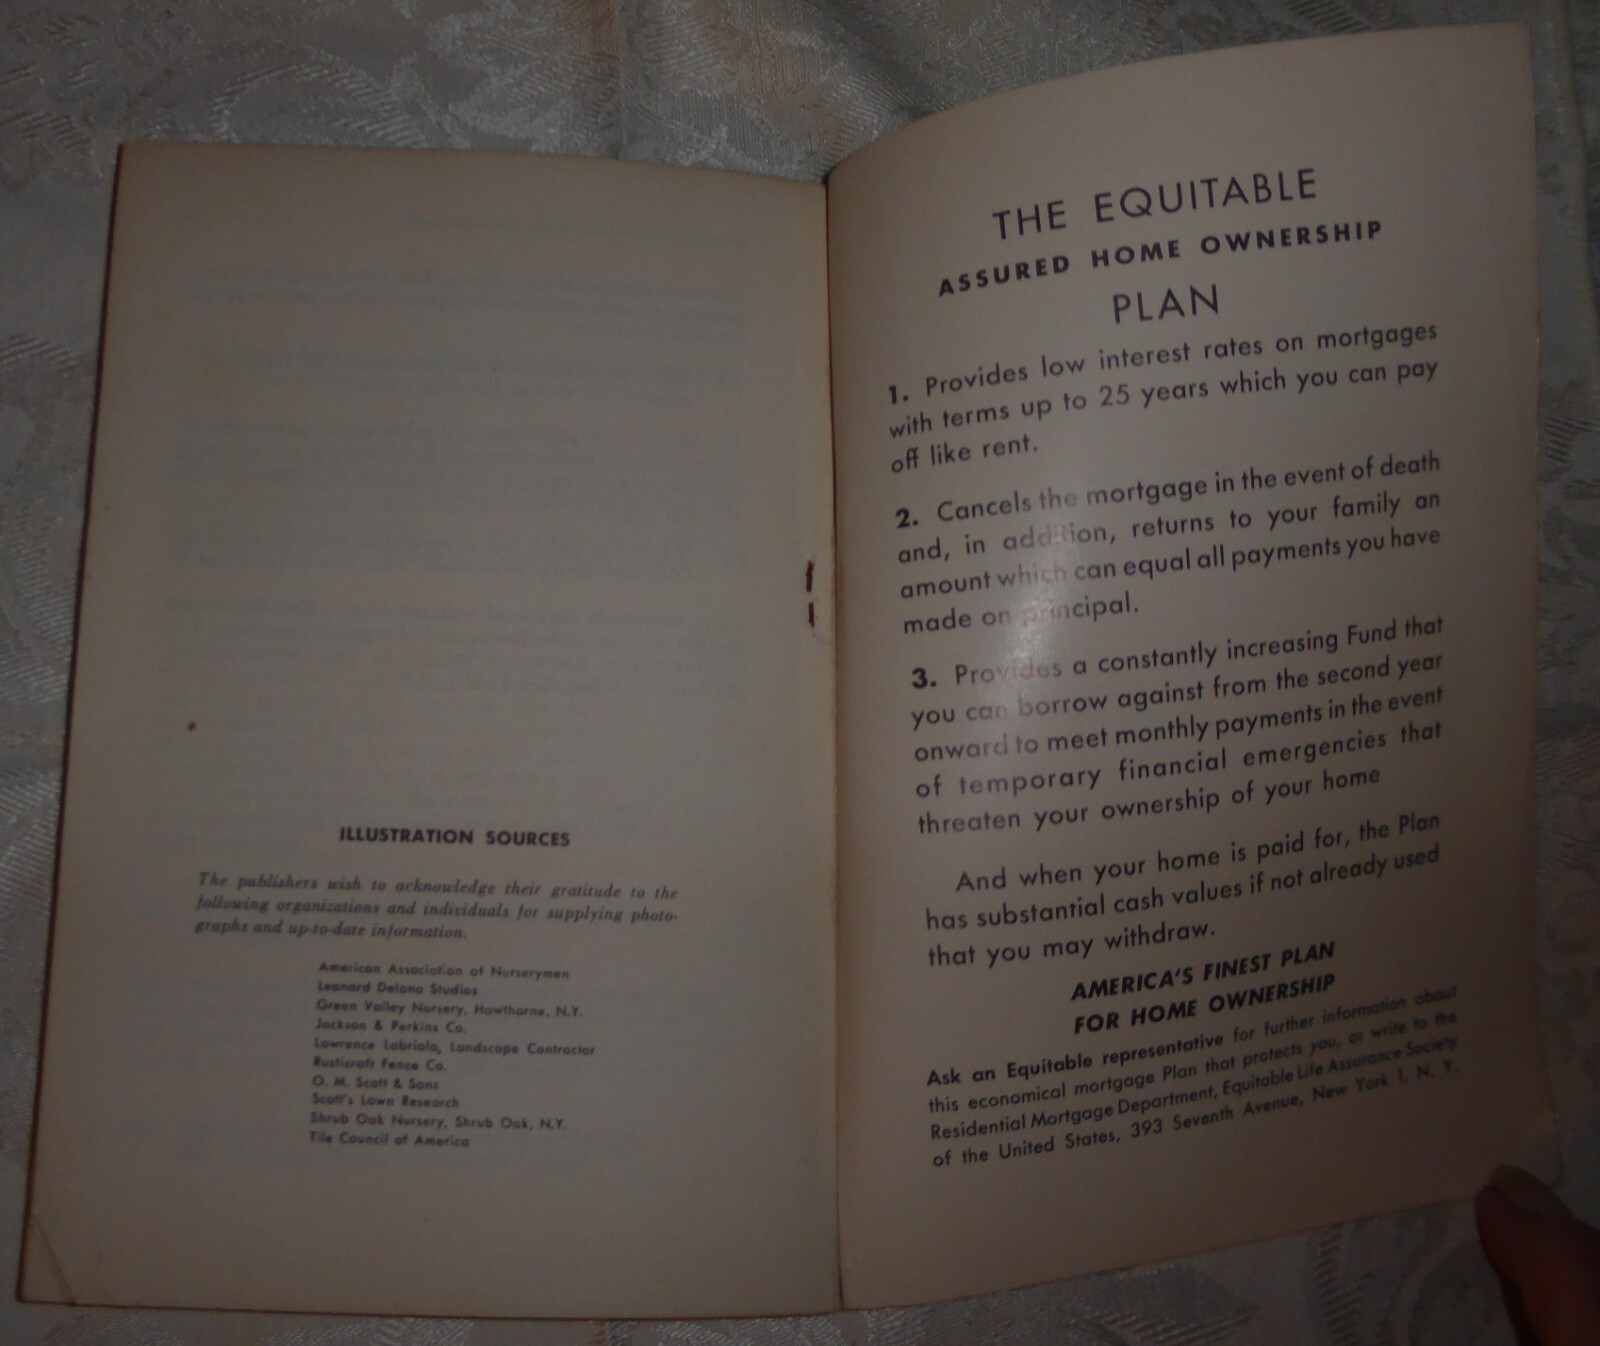 ILLUSTRATION SOURCES
The publishers wish to acknowledge their gratitude to the
following organizations and individuals for supplying photo-
graphs and up-to-date information.
American Association of Nurserymen
Leonard Delano Studios
Green Valley Nursery, Hawthorne, N.Y.
Jackson & Perkins Co.
Lawrence Labriola, Landscape Contractor
Rusticraft Fence Co.
O. M. Scott & Sons
Scott's Lawn Research
Shrub Oak Nursery, Shrub Oak, N.Y.
Tile Council of America
THE EQUITABLE
ASSURED HOME OWNERSHIP
PLAN
1. Provides low interest rates on mortgages
with terms up to 25 years which you can pay
off like rent.
2. Cancels the mortgage in the event of death
and, in addition, returns to your family an
amount which can equal all payments you have
made on principal.
3. Provides a constantly increasing Fund that
you can borrow against from the second year
onward to meet monthly payments in the event
of temporary financial emergencies that
threaten your ownership of your home
And when your home is paid for, the Plan
has substantial cash values if not already used
that you may withdraw.
AMERICA'S FINEST PLAN
FOR HOME OWNERSHIP
Ask an Equitable representative for further information about
this economical mortgage Plan that protects you, or write to the
Residential Mortgage Department, Equitable Life Assurance Society
of the United States, 393 Seventh Avenue, New York 1, N. Y.